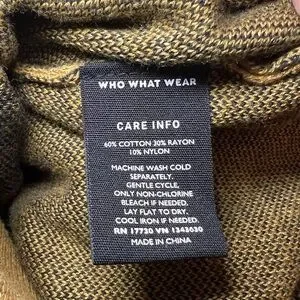 WHO WHAT WEAR
CARE INFO
60% COTTON 30% RAYON
10% NYLON
MACHINE WASH COLD
SEPARATELY.
GENTLE CYCLE,
ONLY NON-CHLORINE
BLEACH IF NEEDED.
LAY FLAT TO DRY.
COOL IRON IF NEEDED.
RN 17730 VN 1343630
MADE IN CHINA